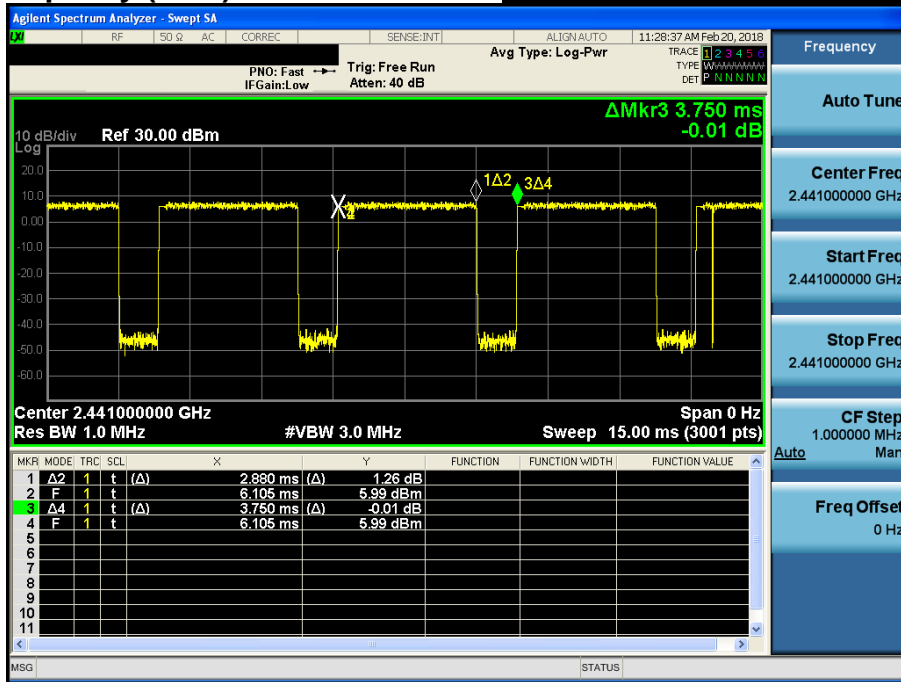 Agilent Spectrum Analyzer - Swept SA
LXI RF 50 Ω AC CORREC SENSE:INT ALIGN AUTO 11:28:37 AM Feb 20, 2018
Avg Type: Log-Pwr TRACE 1 2 3 4 5 6
PNO: Fast Trig: Free Run TYPE WWWWWW
IFGain:Low Atten: 40 dB DET P N N N N N
ΔMkr3 3.750 ms
-0.01 dB
10 dB/div Ref 30.00 dBm
Log
20.0
10.0
0.00
-10.0
-20.0
-30.0
-40.0
-50.0
-60.0
1Δ2
3Δ4
Center 2.441000000 GHz Span 0 Hz
Res BW 1.0 MHz #VBW 3.0 MHz Sweep 15.00 ms (3001 pts)
MKR MODE TRC SCL X Y FUNCTION FUNCTION WIDTH FUNCTION VALUE
1 Δ2 1 t (Δ) 2.880 ms (Δ) 1.26 dB
2 F 1 t 6.105 ms 5.99 dBm
3 Δ4 1 t (Δ) 3.750 ms (Δ) -0.01 dB
4 F 1 t 6.105 ms 5.99 dBm
5
6
7
8
9
10
11
MSG STATUS
Frequency
Auto Tune
Center Freq
2.441000000 GHz
Start Freq
2.441000000 GHz
Stop Freq
2.441000000 GHz
CF Step
1.000000 MHz
Auto Man
Freq Offset
0 Hz